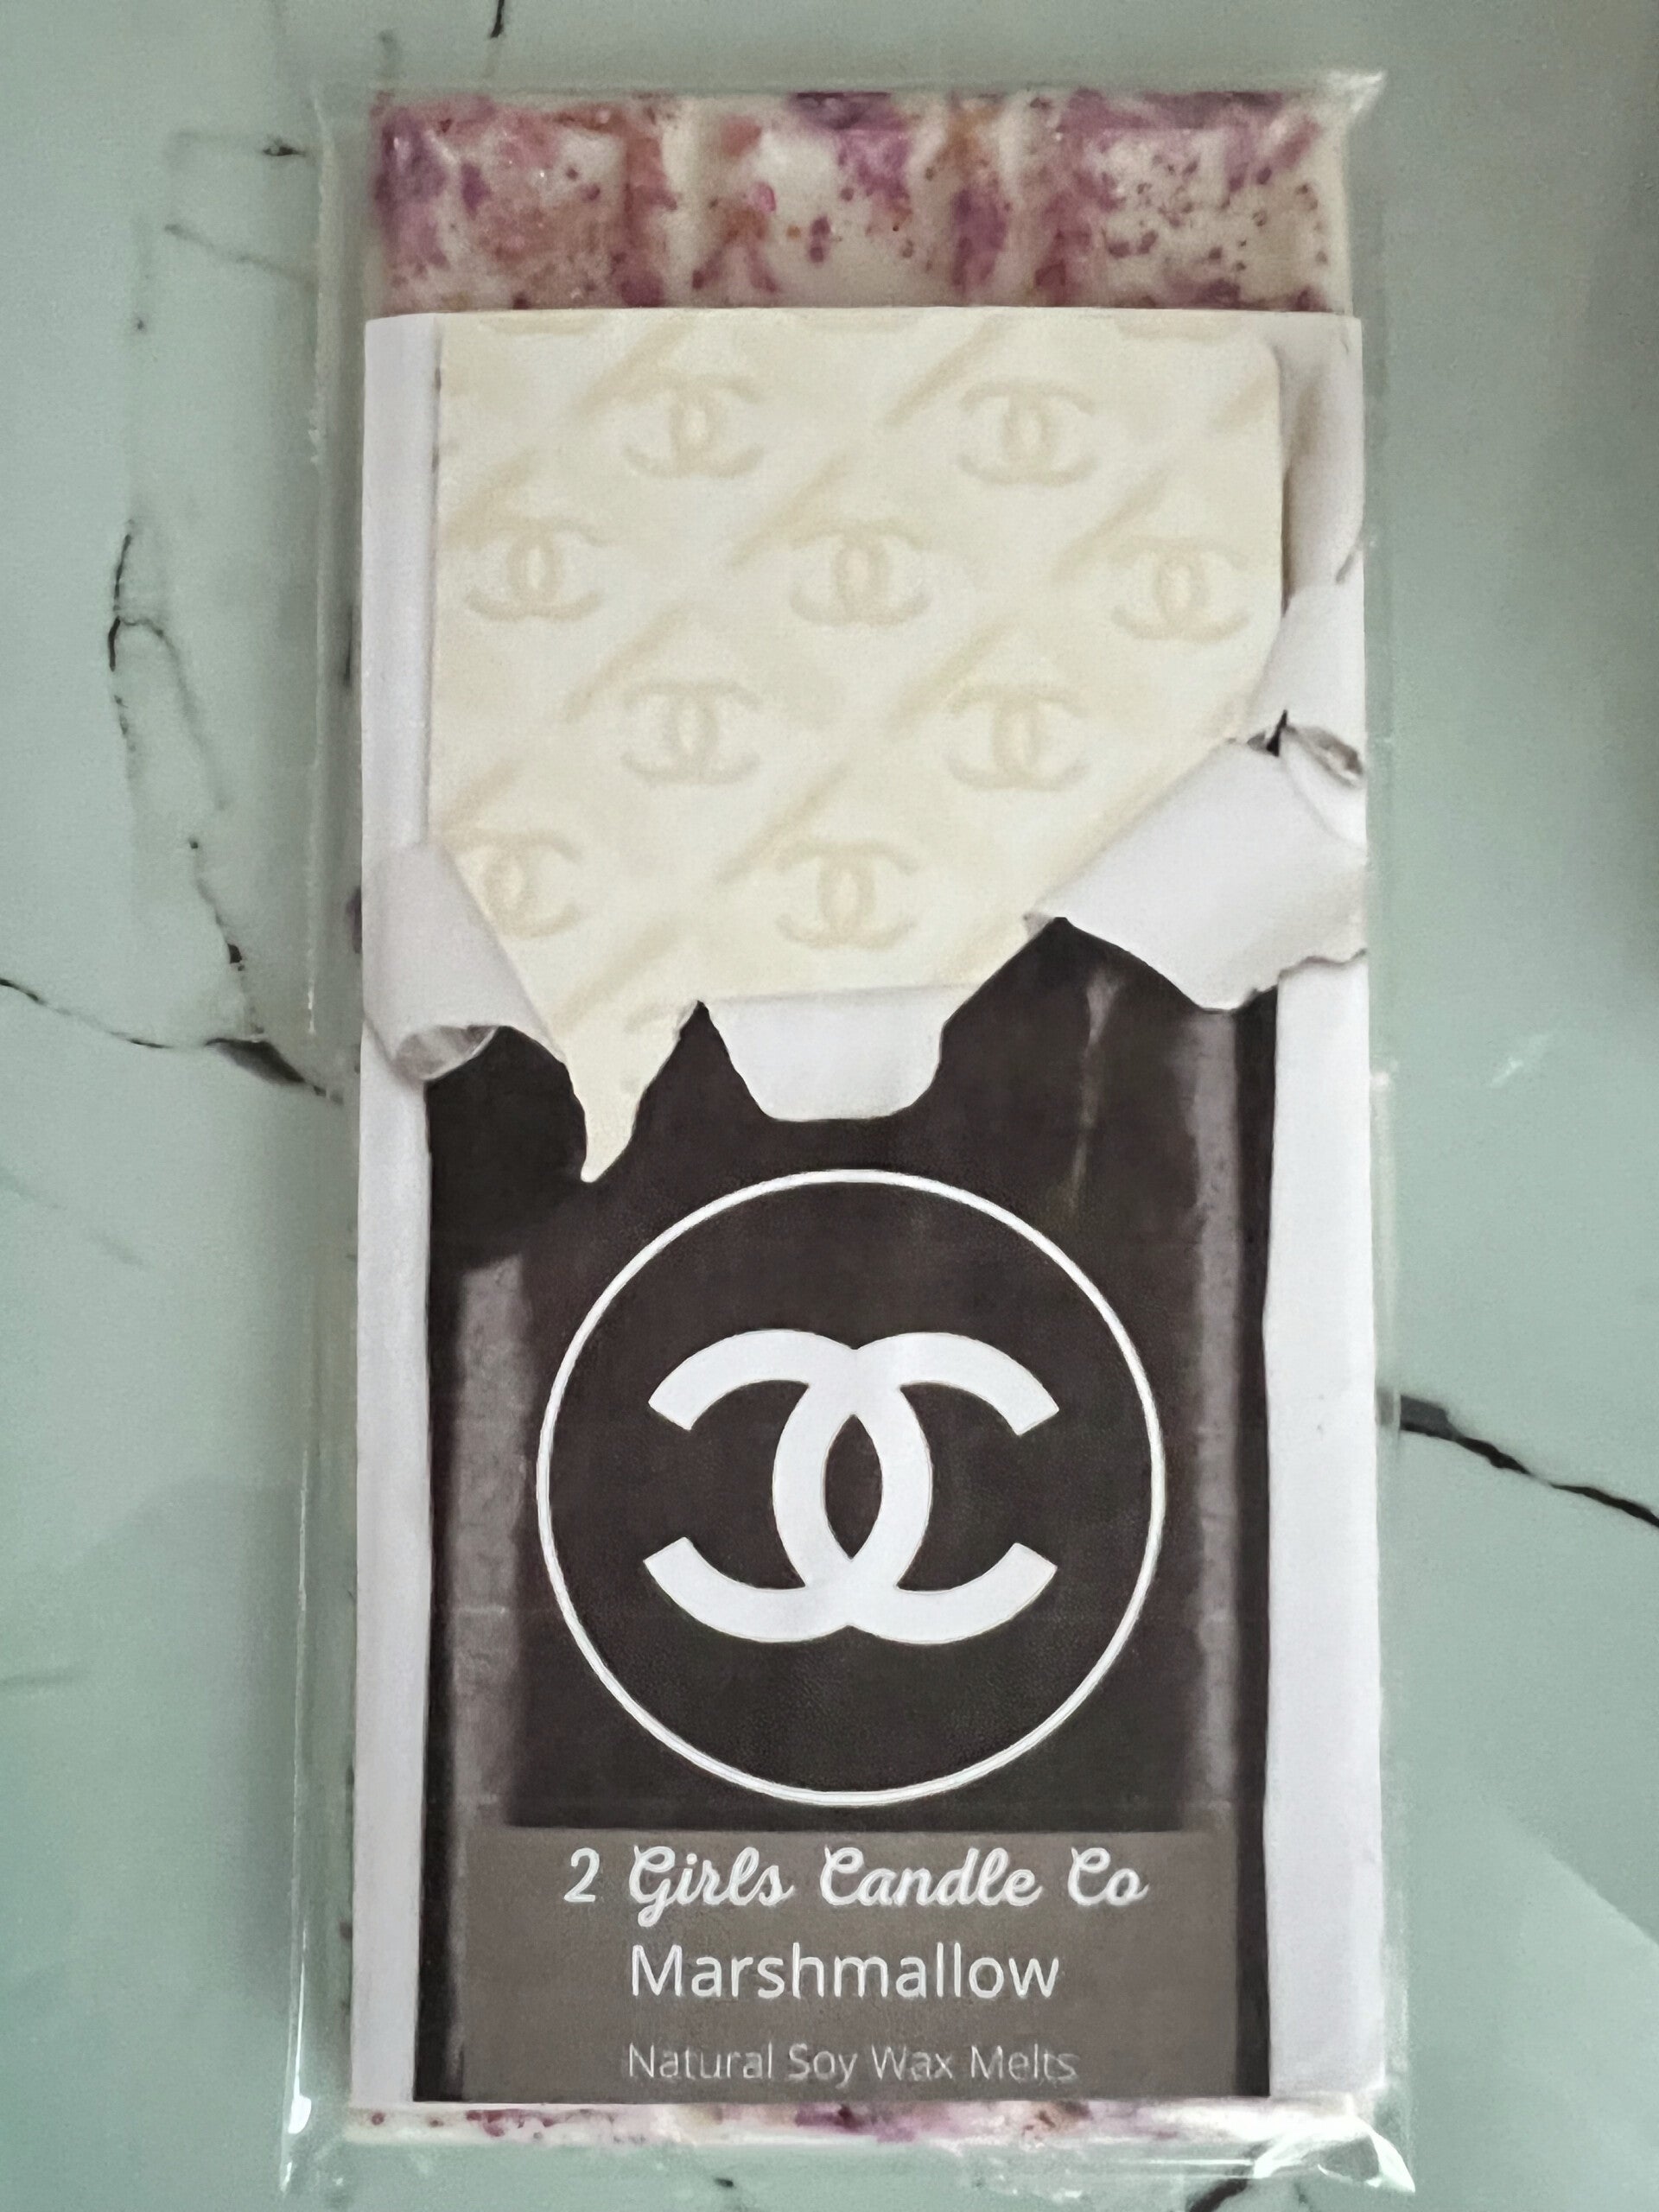 2 Girls Candle Co
Marshmallow
Natural Soy Wax Melts